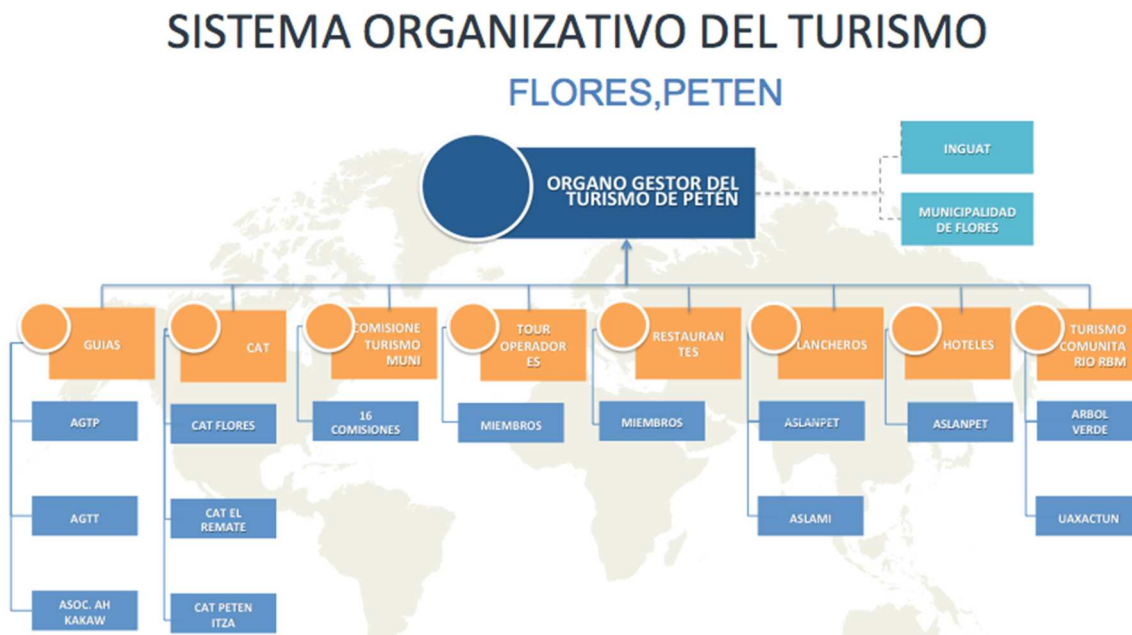 SISTEMA ORGANIZATIVO DEL TURISMO
FLORES,PETEN
INGUAT
ORGANO GESTOR DEL
TURISMO DE PETÉN
MUNICIPALIDAD
DE FLORES
GUIAS
CAT
COMISIONE
TURISMO
MUNI
TOUR
OPERADOR
ES
RESTAURAN
TES
LANCHEROS
HOTELES
TURISMO
COMUNITA
RIO RBM
AGTP
CAT FLORES
16
COMISIONES
MIEMBROS
MIEMBROS
ASLANPET
ASLANPET
ARBOL
VERDE
AGTT
CAT EL
REMATE
ASLAMI
UAXACTUN
ASOC. AH
KAKAW
CAT PETEN
ITZA